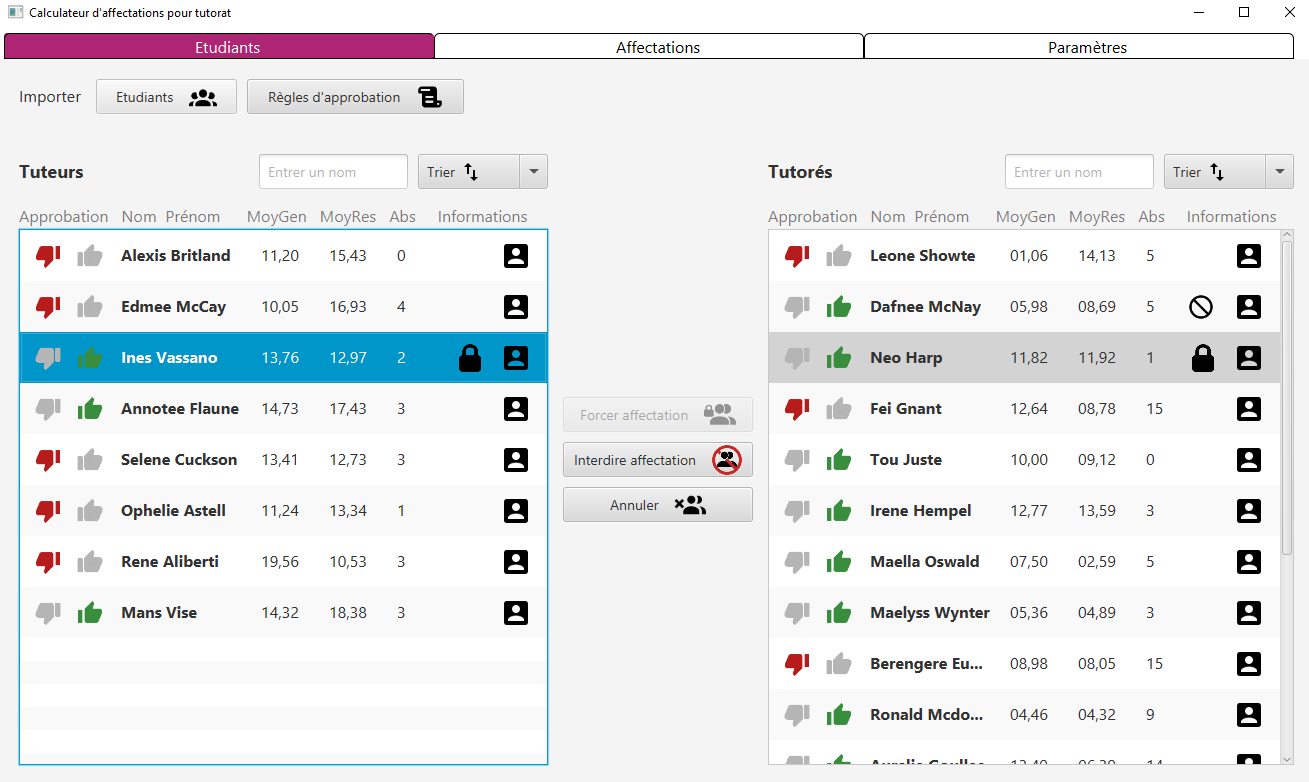 Calculateur d'affectations pour tutorat
Etudiants Affectations Paramètres
Importer Etudiants Règles d'approbation
Tuteurs Entrer un nom Trier
Approbation Nom Prénom MoyGen MoyRes Abs Informations
Alexis Britland 11,20 15,43 0
Edmee McCay 10,05 16,93 4
Ines Vassano 13,76 12,97 2
Annotee Flaune 14,73 17,43 3
Selene Cuckson 13,41 12,73 3
Ophelie Astell 11,24 13,34 1
Rene Aliberti 19,56 10,53 3
Mans Vise 14,32 18,38 3
Forcer affectation
Interdire affectation
Annuler
Tutorés Entrer un nom Trier
Approbation Nom Prénom MoyGen MoyRes Abs Informations
Leone Showte 01,06 14,13 5
Dafnee McNay 05,98 08,69 5
Neo Harp 11,82 11,92 1
Fei Gnant 12,64 08,78 15
Tou Juste 10,00 09,12 0
Irene Hempel 12,77 13,59 3
Maella Oswald 07,50 02,59 5
Maelyss Wynter 05,36 04,89 3
Berengere Eu... 08,98 08,05 15
Ronald Mcdo... 04,46 04,32 9